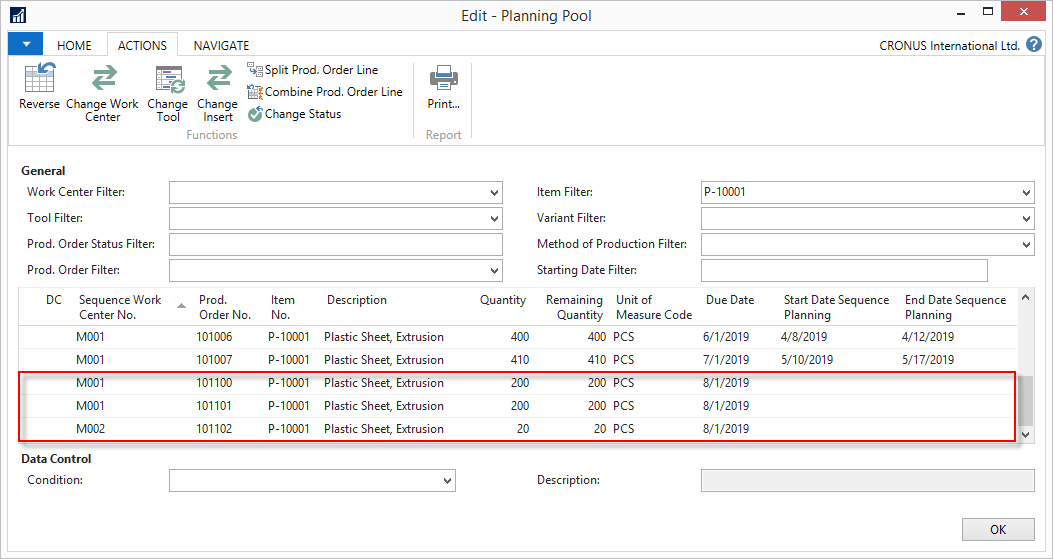 Edit - Planning Pool
HOME ACTIONS NAVIGATE CRONUS International Ltd. ?
Reverse
Change Work
Center
Change
Tool
Change
Insert
Split Prod. Order Line
Combine Prod. Order Line
Change Status
Print...
Functions Report
General
Work Center Filter: Item Filter: P-10001
Tool Filter: Variant Filter:
Prod. Order Status Filter: Method of Production Filter:
Prod. Order Filter: Starting Date Filter:
DC Sequence Work Prod. Item Description Quantity Remaining Unit of Due Date Start Date Sequence End Date Sequence
Center No. Order No. No. Quantity Measure Code Planning Planning
M001 101006 P-10001 Plastic Sheet, Extrusion 400 400 PCS 6/1/2019 4/8/2019 4/12/2019
M001 101007 P-10001 Plastic Sheet, Extrusion 410 410 PCS 7/1/2019 5/10/2019 5/17/2019
M001 101100 P-10001 Plastic Sheet, Extrusion 200 200 PCS 8/1/2019
M001 101101 P-10001 Plastic Sheet, Extrusion 200 200 PCS 8/1/2019
M002 101102 P-10001 Plastic Sheet, Extrusion 20 20 PCS 8/1/2019
Data Control
Condition: Description:
OK